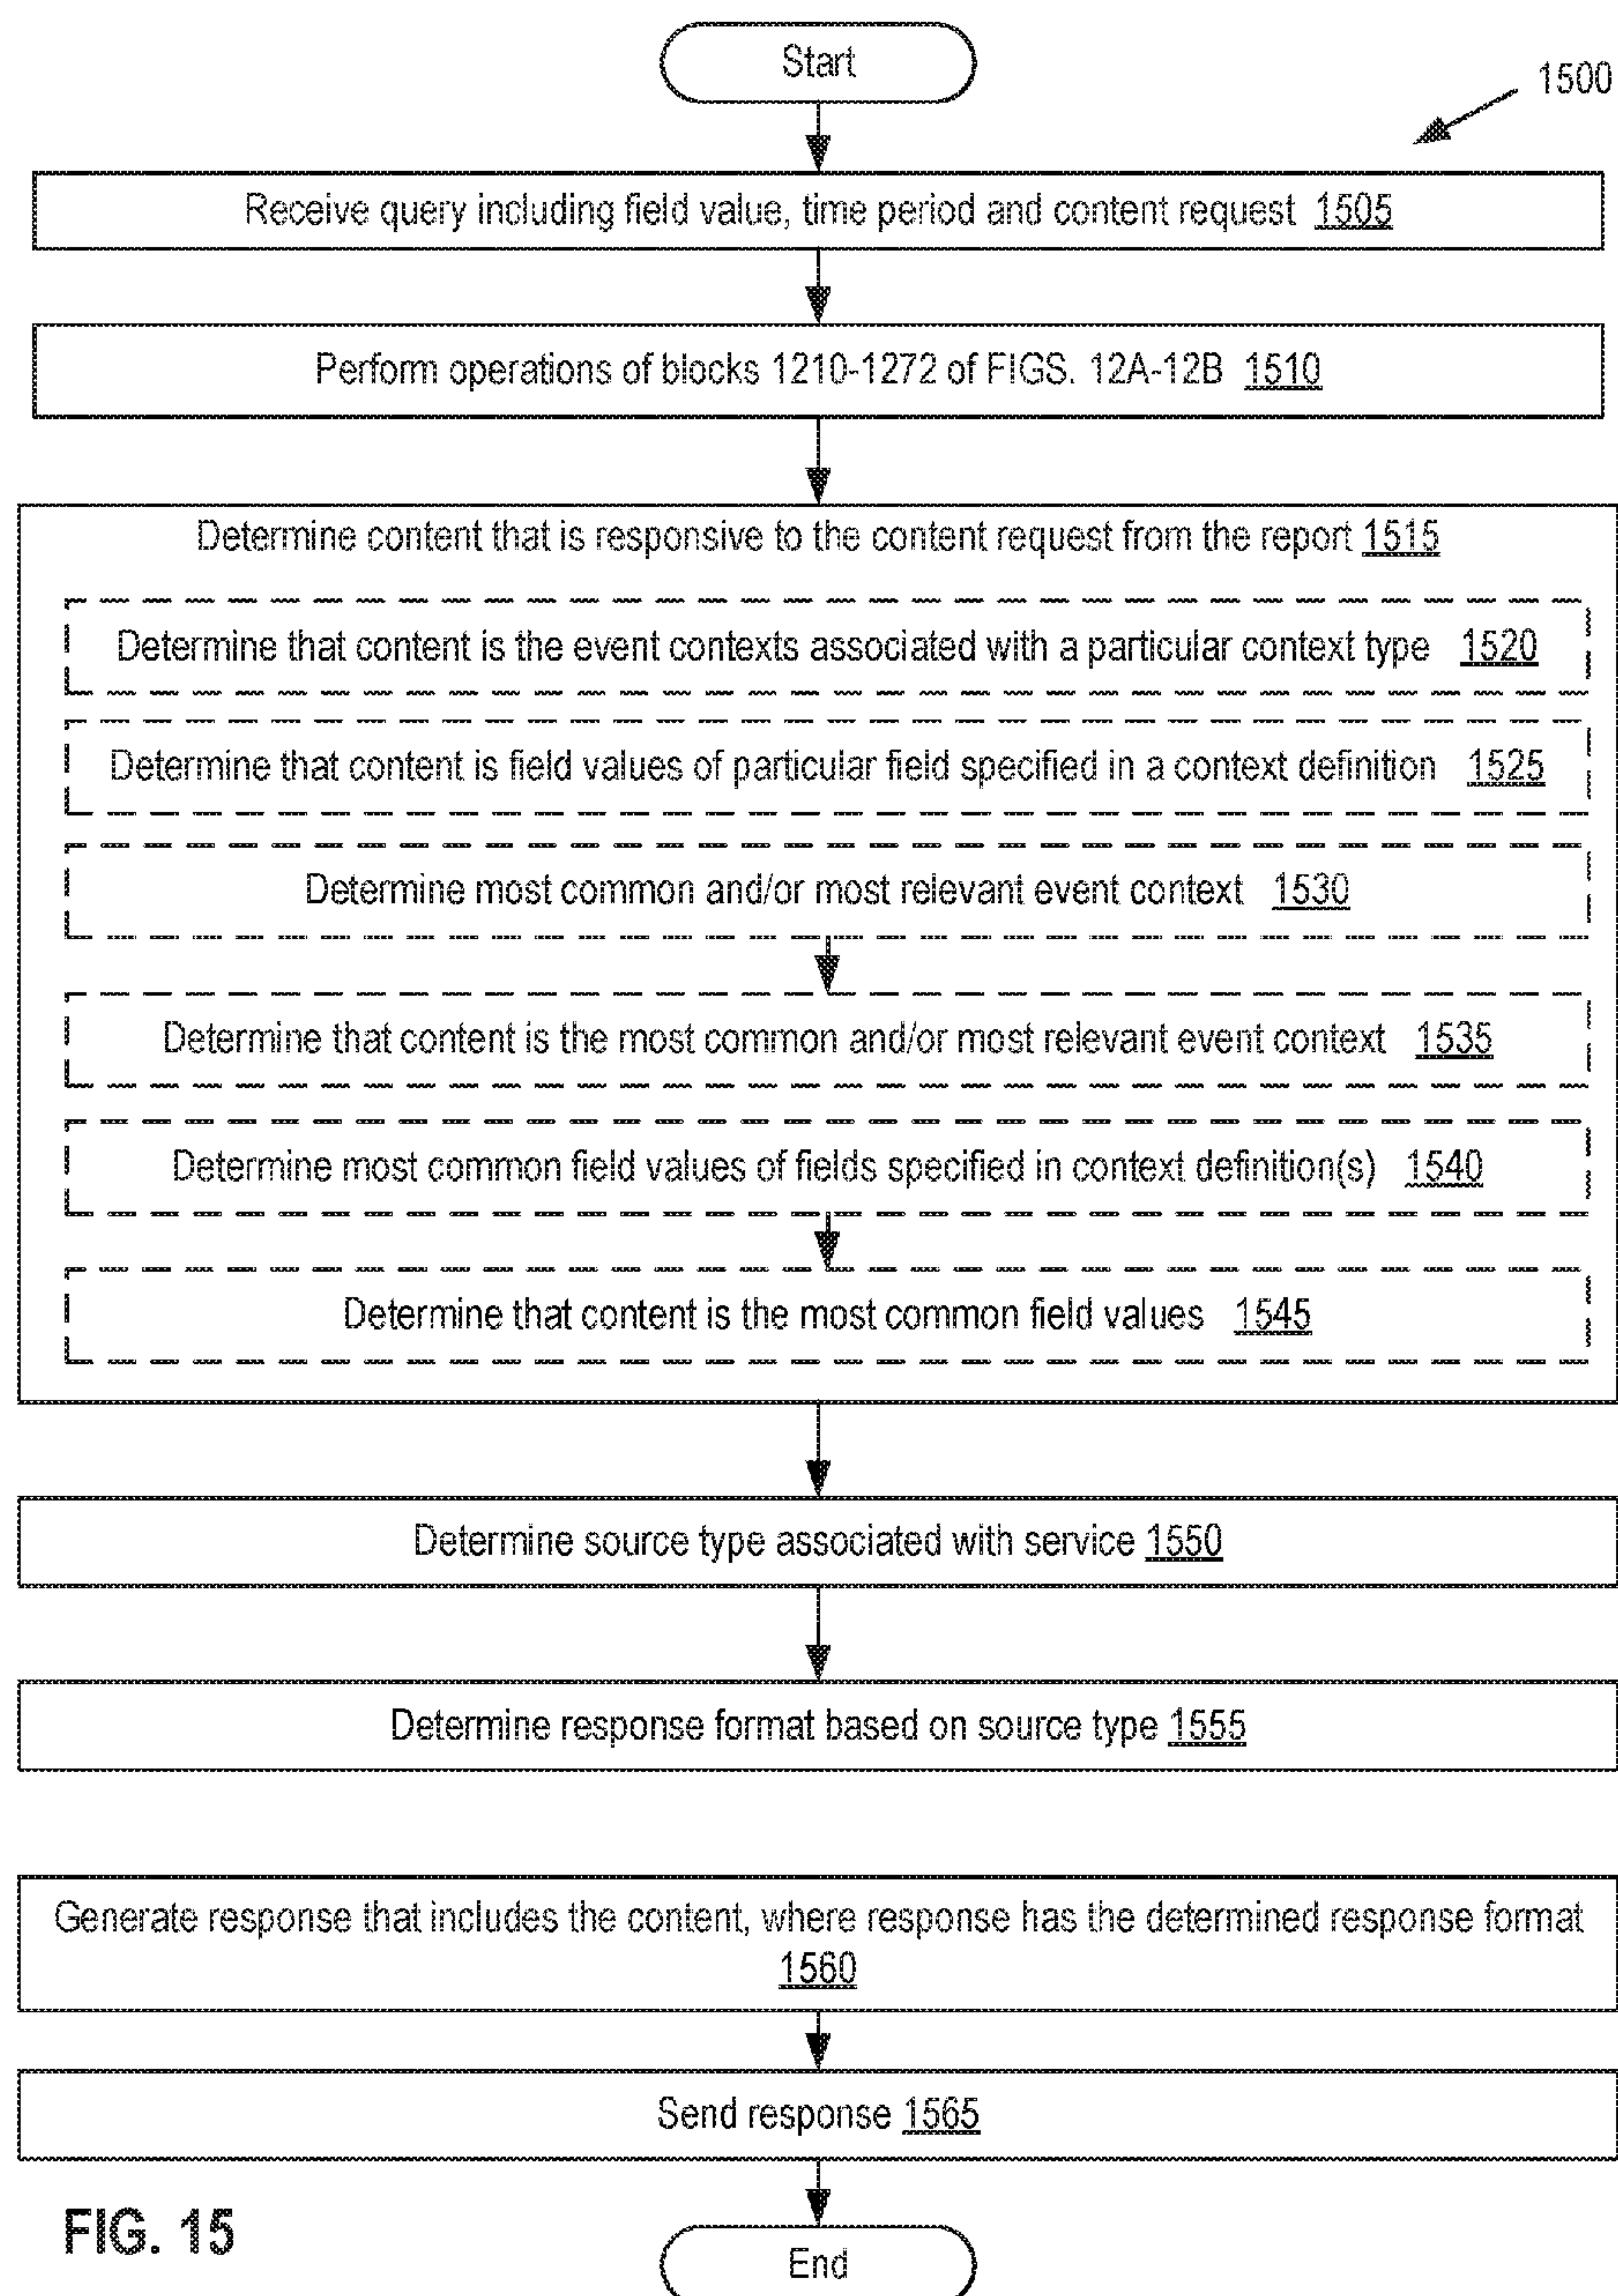 Start
1500
Receive query including field value, time period and content request 1505
Perform operations of blocks 1210-1272 of FIGS. 12A-12B 1510
Determine content that is responsive to the content request from the report 1515
Determine that content is the event contexts associated with a particular context type 1520
Determine that content is field values of particular field specified in a context definition 1525
Determine most common and/or most relevant event context 1530
Determine that content is the most common and/or most relevant event context 1535
Determine most common field values of fields specified in context definition(s) 1540
Determine that content is the most common field values 1545
Determine source type associated with service 1550
Determine response format based on source type 1555
Generate response that includes the content, where response has the determined response format
1560
Send response 1565
FIG. 15
End